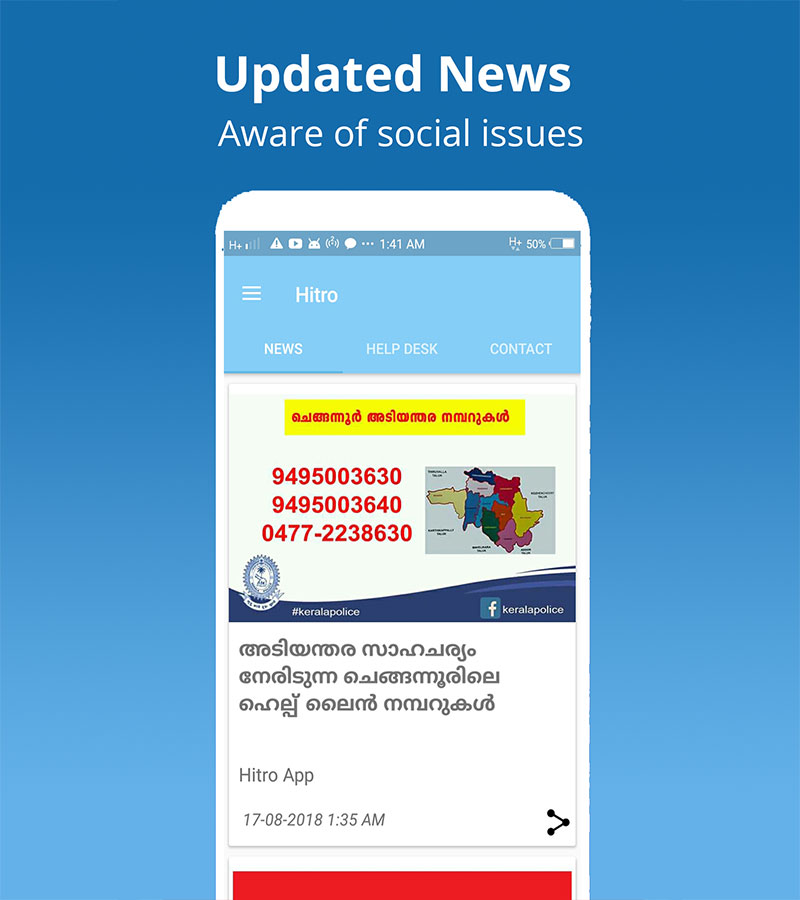 Updated News
Aware of social issues
H+ 1:41 AM H+ 50%
Hitro
NEWS HELP DESK CONTACT
ചെങ്ങന്നൂർ അടിയന്തര നമ്പറുകൾ
9495003630
9495003640
0477-2238630
#keralapolice
f keralapolice
അടിയന്തര സാഹചര്യം
നേരിടുന്ന ചെങ്ങന്നൂരിലെ
ഹെല്പ് ലൈൻ നമ്പറുകൾ
Hitro App
17-08-2018 1:35 AM